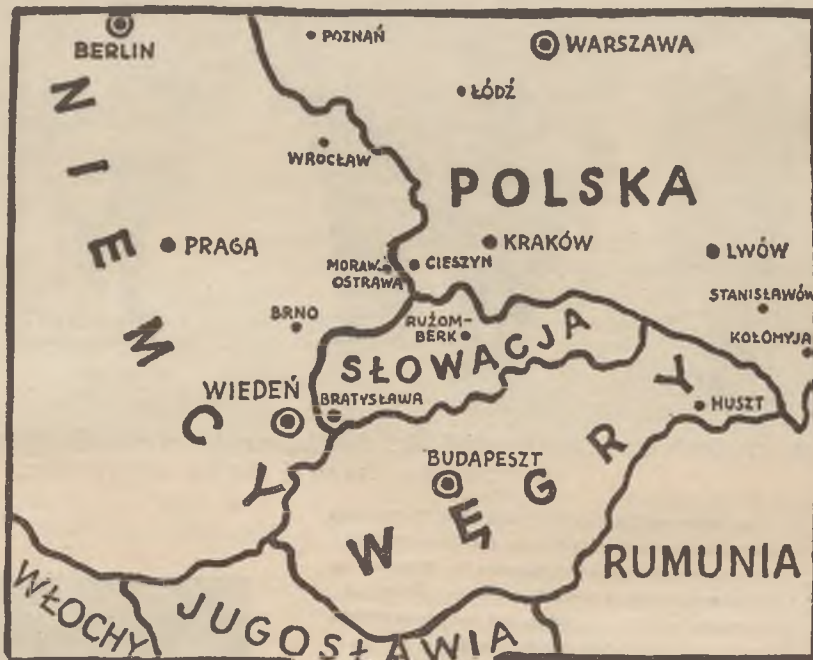 BERLIN
POZNAŃ
WARSZAWA
ŁÓDŹ
NIEMCY
WROCŁAW
POLSKA
PRAGA
KRAKÓW
LWÓW
MORAW.
OSTRAWA
CIESZYN
STANISŁAWÓW
BRNO
RUŻOM-
BERK
KOŁOMYJA
SŁOWACJA
WIEDEŃ
BRATYSŁAWA
HUSZT
BUDAPESZT
WĘGRY
RUMUNIA
WŁOCHY
JUGOSŁAWIA